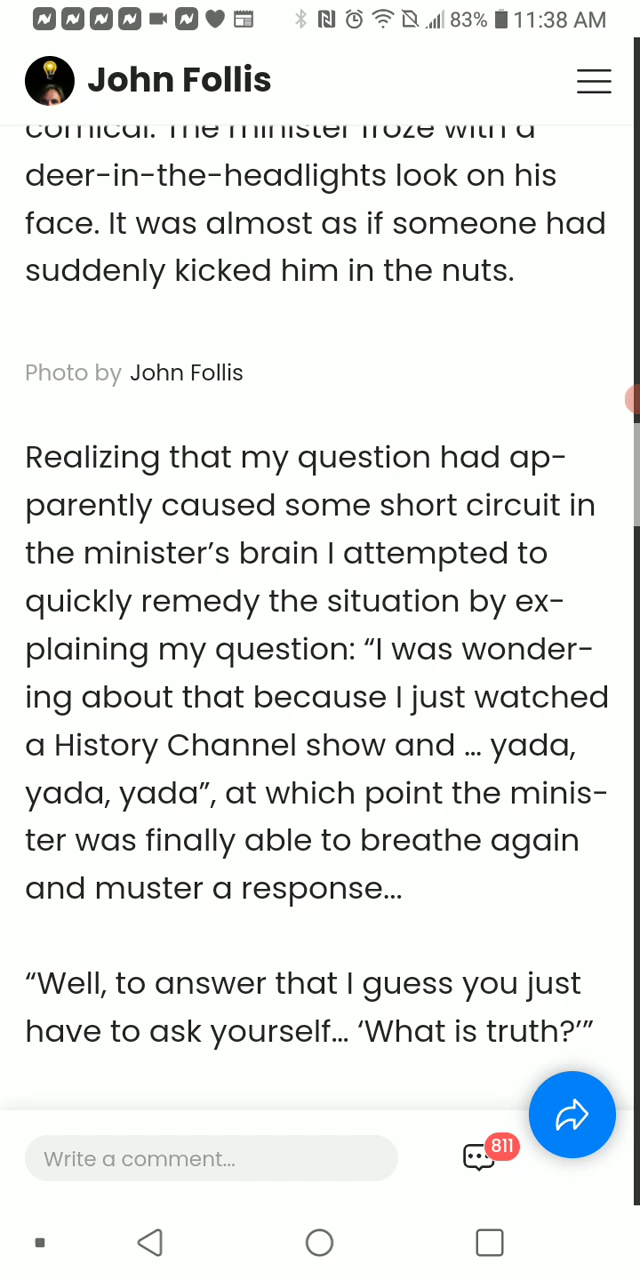 83% 11:38 AM
John Follis
comical. The minister froze with a
deer-in-the-headlights look on his
face. It was almost as if someone had
suddenly kicked him in the nuts.
Photo by John Follis
Realizing that my question had ap-
parently caused some short circuit in
the minister’s brain I attempted to
quickly remedy the situation by ex-
plaining my question: “I was wonder-
ing about that because I just watched
a History Channel show and ... yada,
yada, yada”, at which point the minis-
ter was finally able to breathe again
and muster a response...
“Well, to answer that I guess you just
have to ask yourself... ‘What is truth?’”
Write a comment...
811